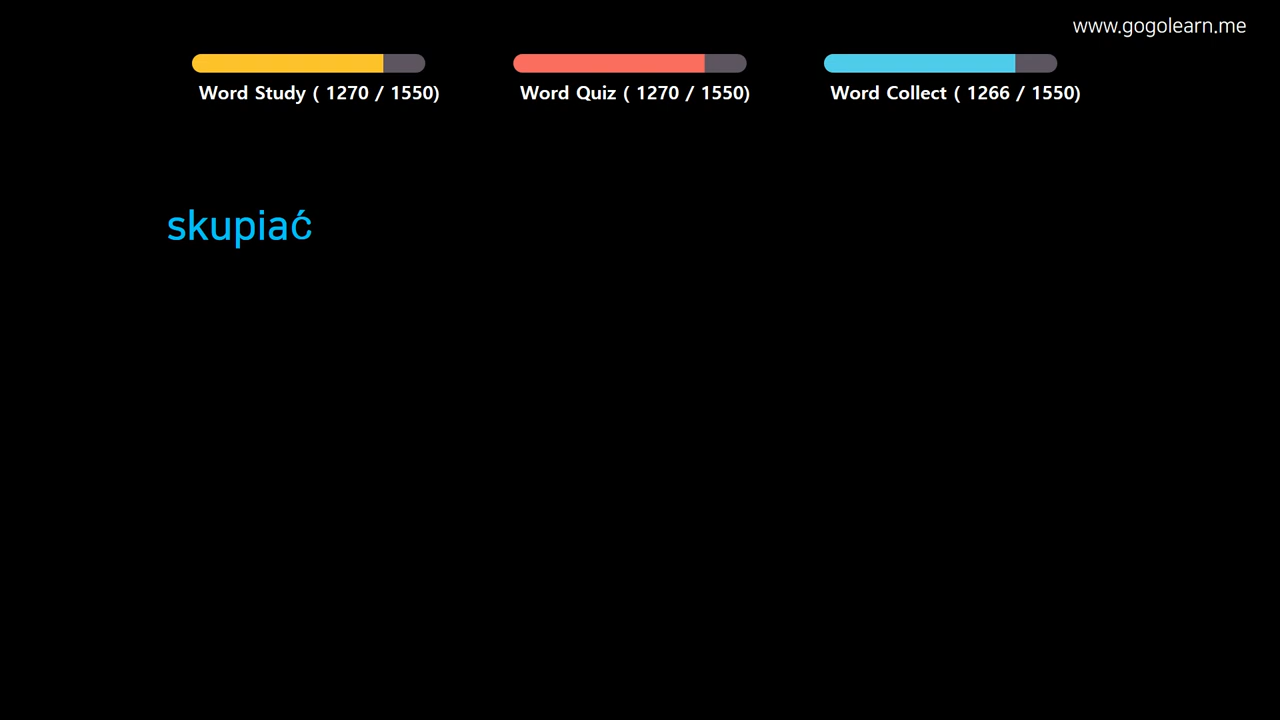 www.gogolearn.me
Word Study ( 1270 / 1550)
Word Quiz ( 1270 / 1550)
Word Collect ( 1266 / 1550)
skupiać